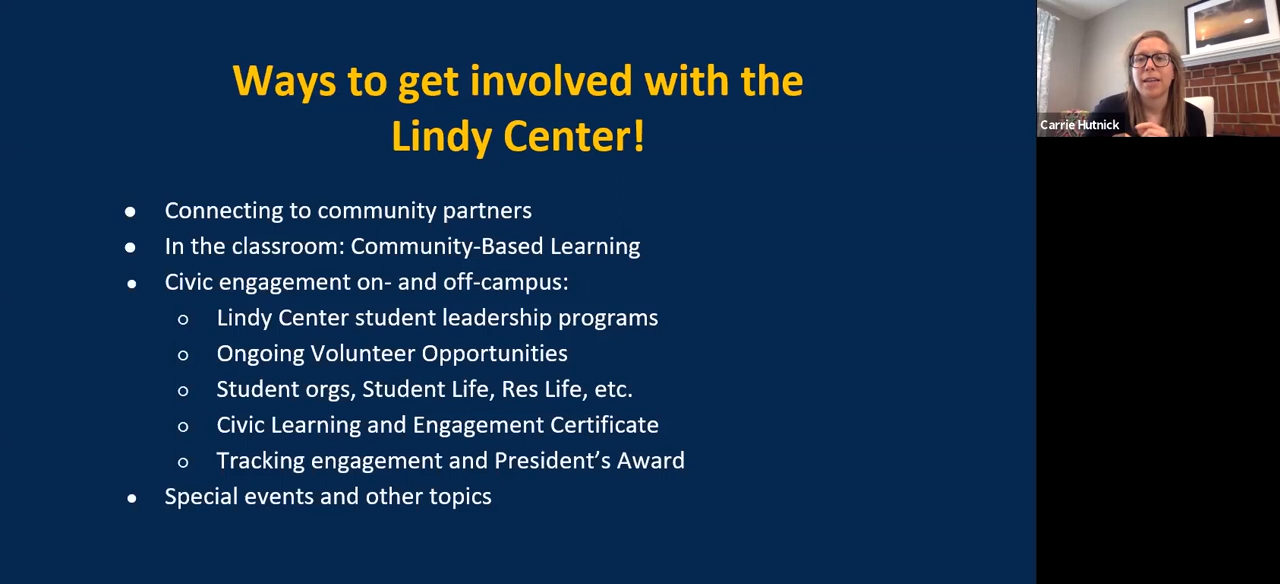 Ways to get involved with the
Lindy Center!
● Connecting to community partners
● In the classroom: Community-Based Learning
● Civic engagement on- and off-campus:
○ Lindy Center student leadership programs
○ Ongoing Volunteer Opportunities
○ Student orgs, Student Life, Res Life, etc.
○ Civic Learning and Engagement Certificate
○ Tracking engagement and President’s Award
● Special events and other topics
Carrie Hutnick